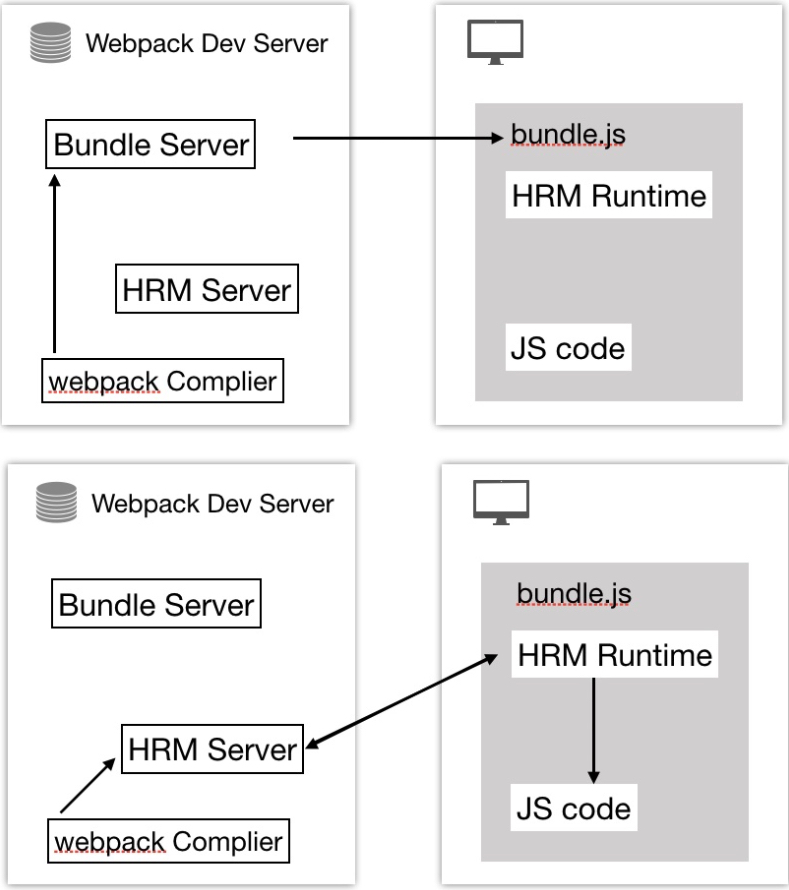 Webpack Dev Server
Bundle Server
HRM Server
webpack Complier
bundle.js
HRM Runtime
JS code
Webpack Dev Server
Bundle Server
HRM Server
webpack Complier
bundle.js
HRM Runtime
JS code